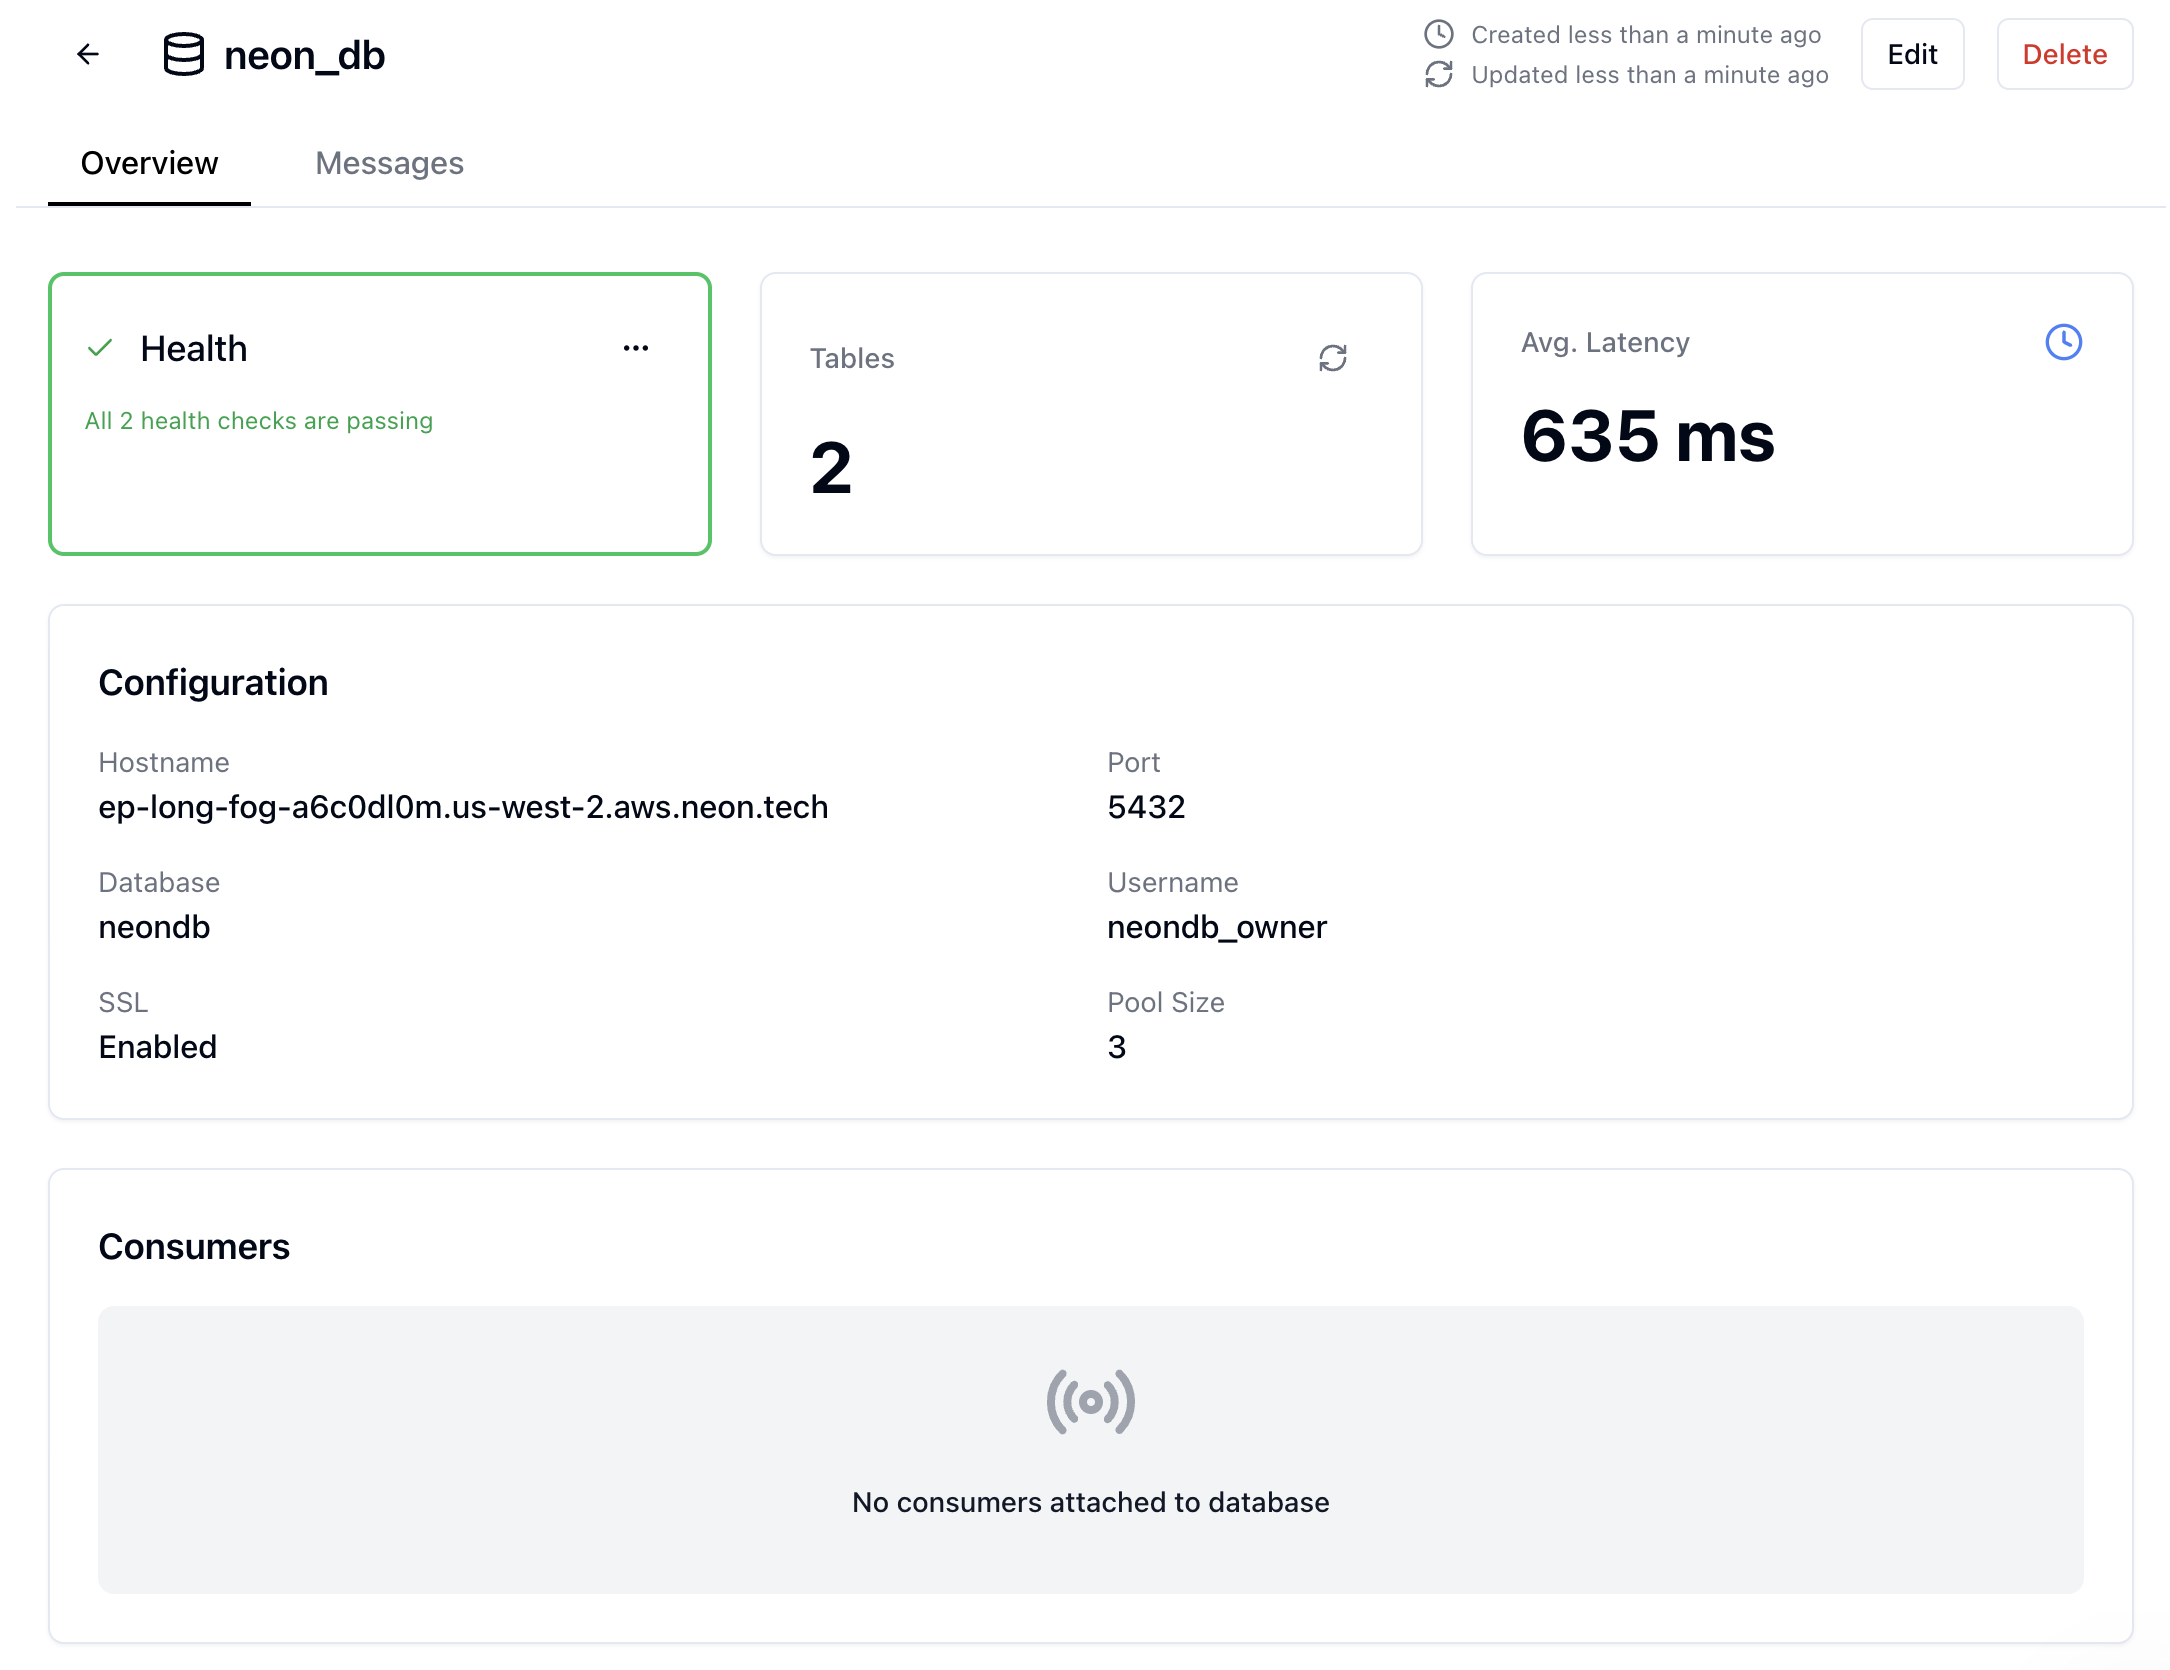 neon_db
Created less than a minute ago
Updated less than a minute ago
Edit
Delete
Overview
Messages
Health
All 2 health checks are passing
Tables
2
Avg. Latency
635 ms
Configuration
Hostname
ep-long-fog-a6c0dl0m.us-west-2.aws.neon.tech
Port
5432
Database
neondb
Username
neondb_owner
SSL
Enabled
Pool Size
3
Consumers
No consumers attached to database